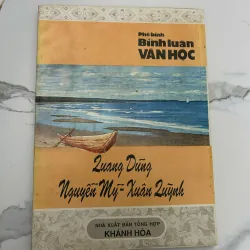 Phê bình
Bình luận
VĂN HỌC
Quang Dũng
Nguyễn Mỹ - Xuân Quỳnh
NHÀ XUẤT BẢN TỔNG HỢP
KHÁNH HÒA